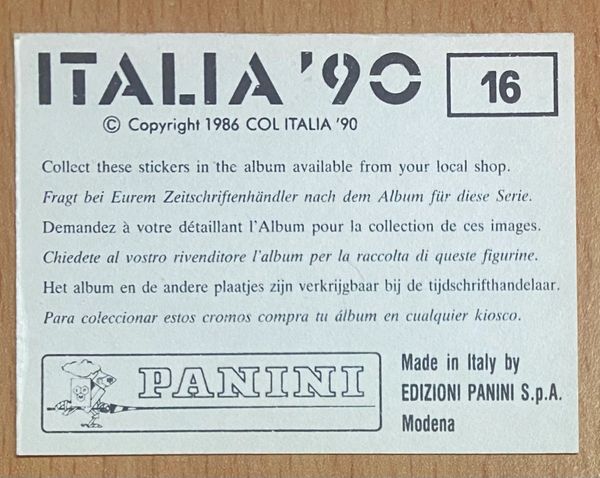 ITALIA '90
16
© Copyright 1986 COL ITALIA '90
Collect these stickers in the album available from your local shop.
Fragt bei Eurem Zeitschriftenhändler nach dem Album für diese Serie.
Demandez à votre détaillant l'Album pour la collection de ces images.
Chiedete al vostro rivenditore l'album per la raccolta di queste figurine.
Het album en de andere plaatjes zijn verkrijgbaar bij de tijdschrifthandelaar.
Para coleccionar estos cromos compra tu álbum en cualquier kiosco.
PANINI
Made in Italy by
EDIZIONI PANINI S.p.A.
Modena